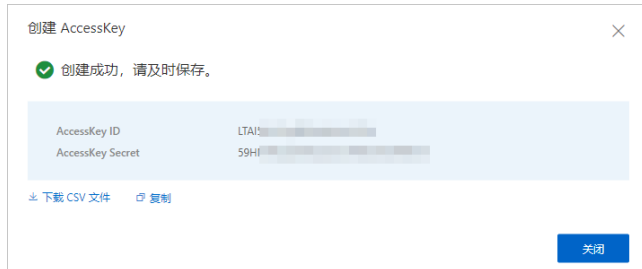 创建 AccessKey
创建成功，请及时保存。
AccessKey ID LTAI
AccessKey Secret 59H
下载 CSV 文件 复制
关闭